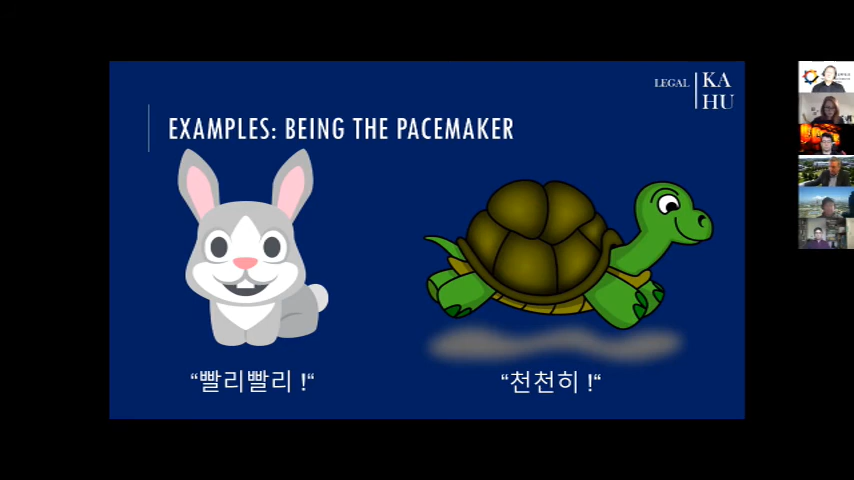 LEGAL
KA
HU
EXAMPLES: BEING THE PACEMAKER
“빨리빨리 !“
“천천히 !“